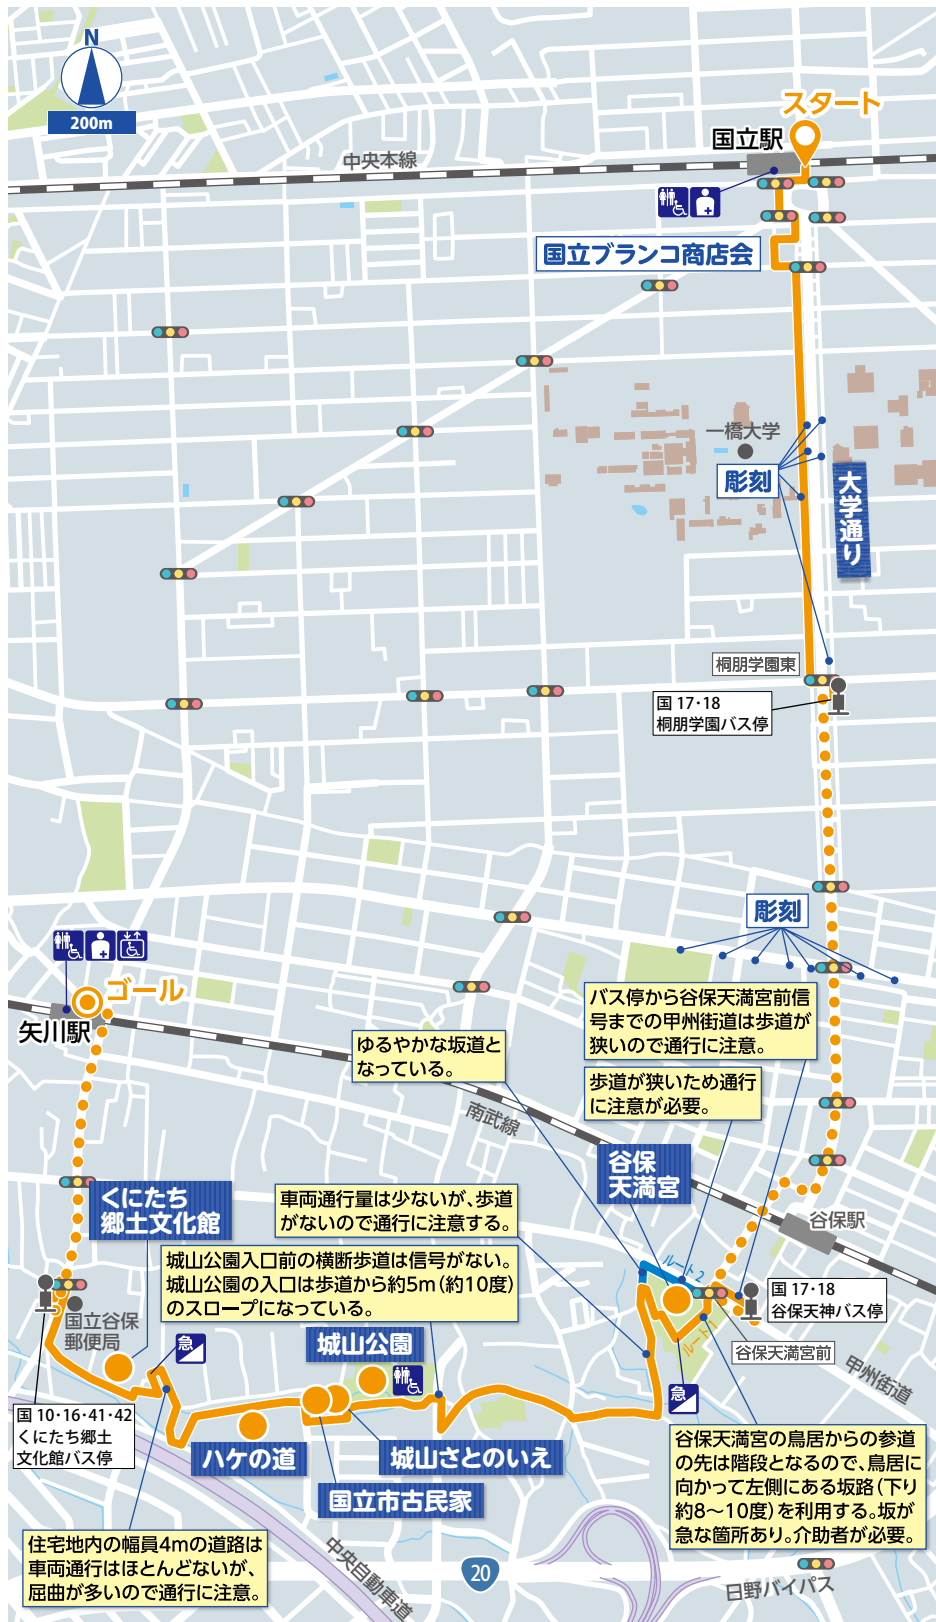 N
200m
スタート
国立駅
中央本線
国立ブランコ商店会
一橋大学
彫刻
大学通り
桐朋学園東
国 17・18
桐朋学園バス停
彫刻
ゴール
矢川駅
バス停から谷保天満宮前信
号までの甲州街道は歩道が
狭いので通行に注意。
ゆるやかな坂道と
なっている。
歩道が狭いため通行
に注意が必要。
南武線
谷保
天満宮
くにたち
郷土文化館
車両通行量は少ないが、歩道
がないので通行に注意する。
谷保駅
城山公園入口前の横断歩道は信号がない。
城山公園の入口は歩道から約5m（約10度）
のスロープになっている。
ルート2
国 17・18
谷保天神バス停
国立谷保
郵便局
ルート1
谷保天満宮前
城山公園
急
甲州街道
急
国 10・16・41・42
くにたち郷土
文化館バス停
ハケの道
城山さとのいえ
国立市古民家
谷保天満宮の鳥居からの参道
の先は階段となるので、鳥居に
向かって左側にある坂路（下り
約8～10度）を利用する。坂が
急な箇所あり。介助者が必要。
住宅地内の幅員4mの道路は
車両通行はほとんどないが、
屈曲が多いので通行に注意。
中央自動車道
20
日野バイパス